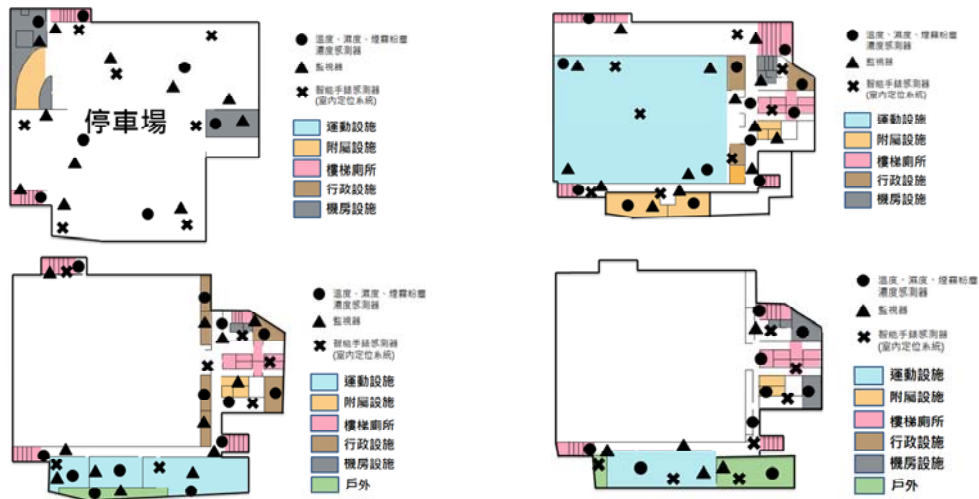 停車場
溫度、濕度、煙霧粉塵
濃度感測器
監視器
智能手錶感測器
(室內定位系統)
運動設施
附屬設施
樓梯廁所
行政設施
機房設施
溫度、濕度、煙霧粉塵
濃度感測器
監視器
智能手錶感測器
(室內定位系統)
運動設施
附屬設施
樓梯廁所
行政設施
機房設施
溫度、濕度、煙霧粉塵
濃度感測器
監視器
智能手錶感測器
(室內定位系統)
運動設施
附屬設施
樓梯廁所
行政設施
機房設施
戶外
溫度、濕度、煙霧粉塵
濃度感測器
監視器
智能手錶感測器
(室內定位系統)
運動設施
附屬設施
樓梯廁所
行政設施
機房設施
戶外